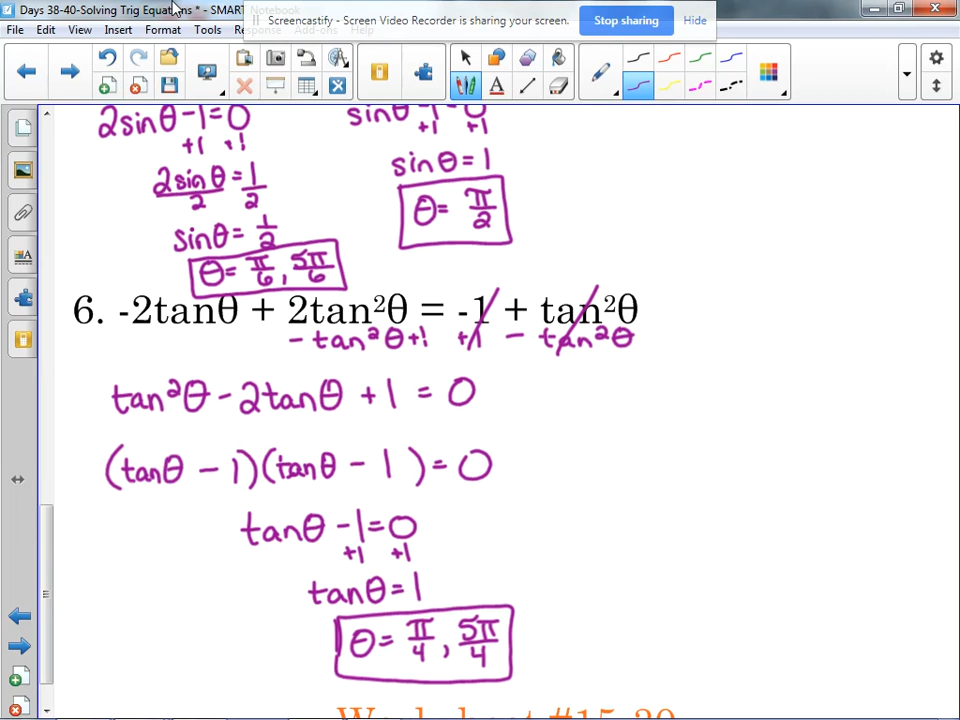 Days 38-40-Solving Trig Equations * - SMART Notebook
Screencastify - Screen Video Recorder is sharing your screen.
Stop sharing
Hide
File Edit View Insert Format Tools Response Add-ons Help
2sinθ-1=0
+1 +1
2sinθ/2 = 1/2
sinθ = 1/2
θ = π/6, 5π/6
sinθ -1 = 0
+1 +1
sinθ = 1
θ = π/2
6. -2tanθ + 2tan²θ = -1 + tan²θ
- tan²θ+1 +1 - tan²θ
tan²θ - 2tanθ + 1 = 0
(tanθ - 1)(tanθ - 1) = 0
tanθ -1=0
+1 +1
tanθ = 1
θ = π/4, 5π/4